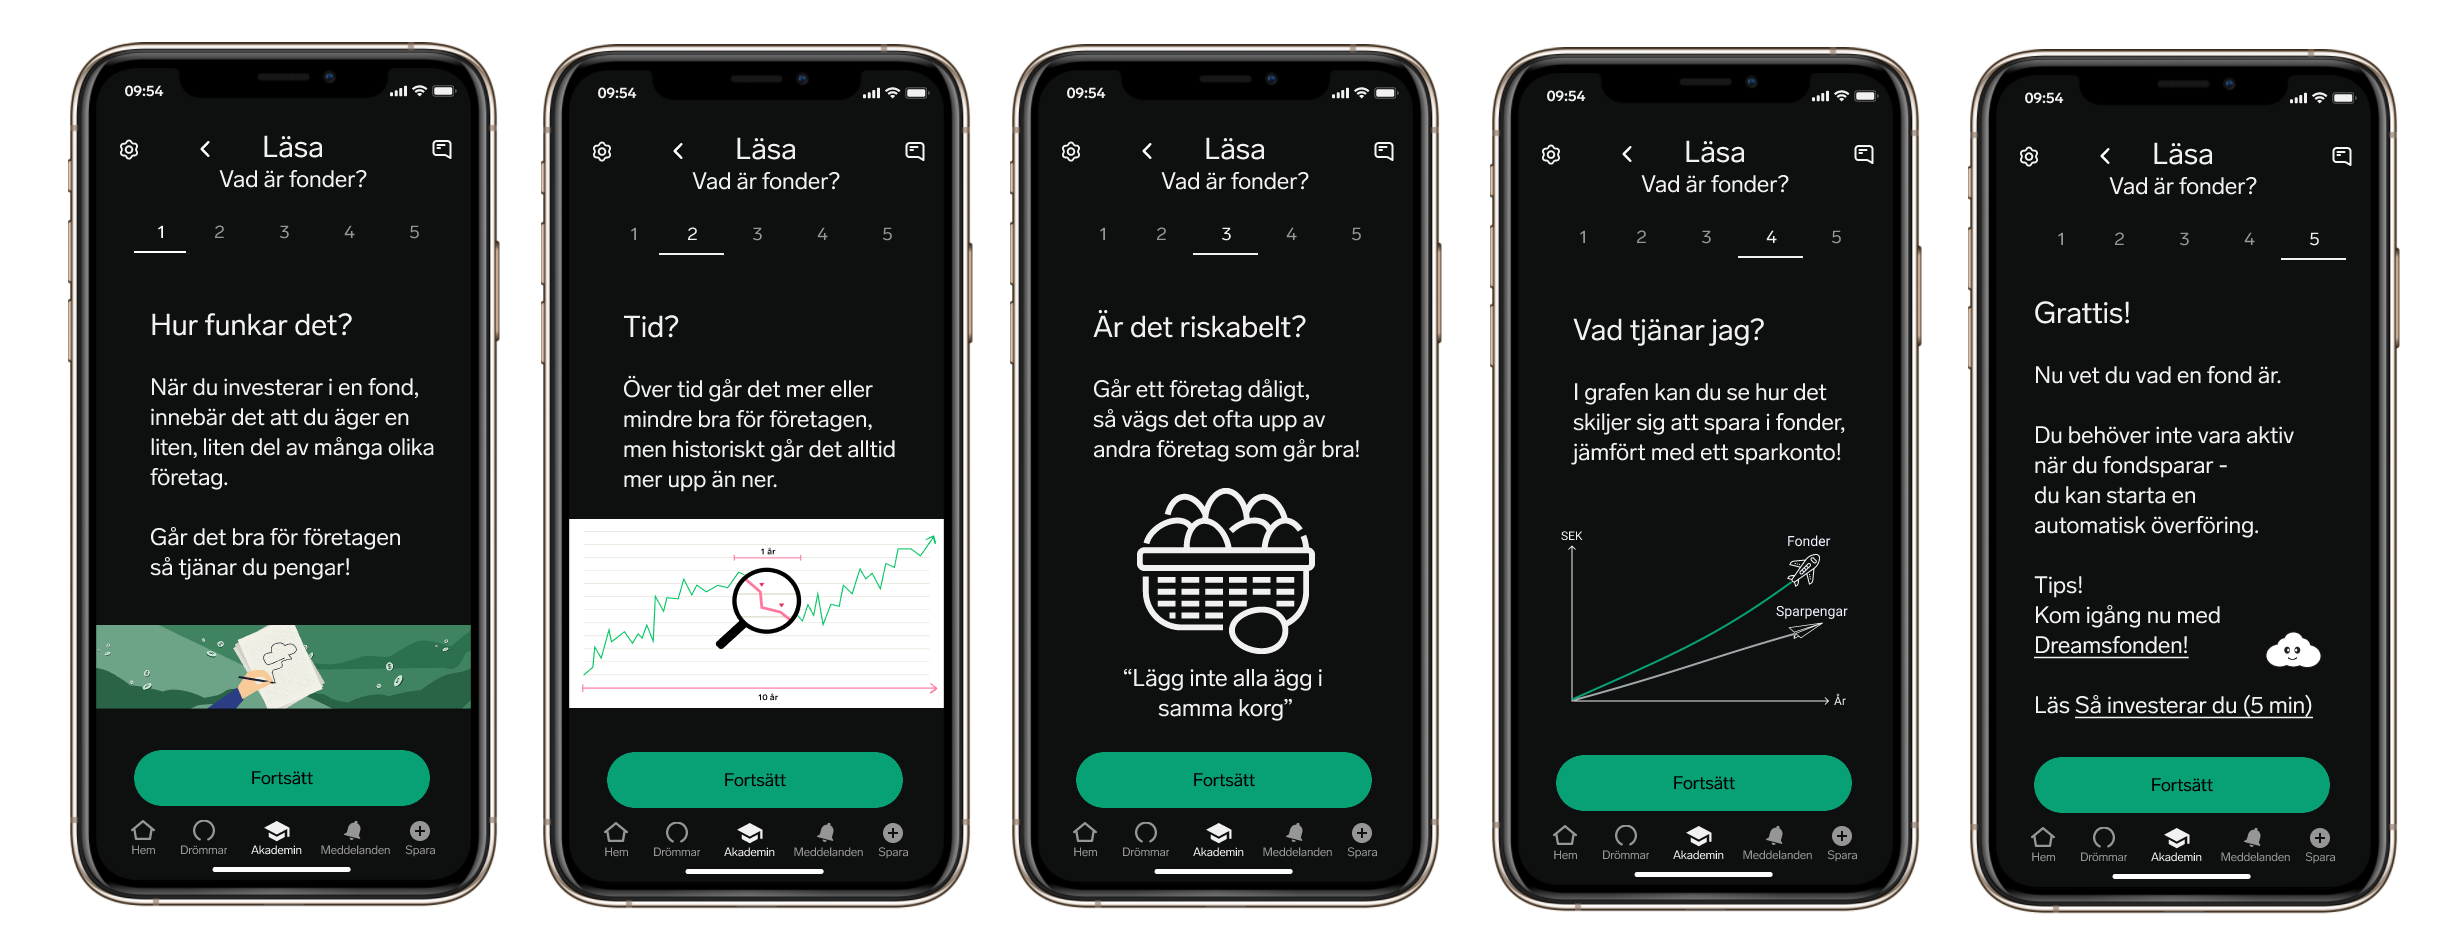 09:54
Läsa
Vad är fonder?
1 2 3 4 5
Hur funkar det?
När du investerar i en fond,
innebär det att du äger en
liten, liten del av många olika
företag.
Går det bra för företagen
så tjänar du pengar!
Fortsätt
Hem Drömmar Akademin Meddelanden Spara
09:54
Läsa
Vad är fonder?
1 2 3 4 5
Tid?
Över tid går det mer eller
mindre bra för företagen,
men historiskt går det alltid
mer upp än ner.
1 år
10 år
Fortsätt
Hem Drömmar Akademin Meddelanden Spara
09:54
Läsa
Vad är fonder?
1 2 3 4 5
Är det riskabelt?
Går ett företag dåligt,
så vägs det ofta upp av
andra företag som går bra!
“Lägg inte alla ägg i
samma korg”
Fortsätt
Hem Drömmar Akademin Meddelanden Spara
09:54
Läsa
Vad är fonder?
1 2 3 4 5
Vad tjänar jag?
I grafen kan du se hur det
skiljer sig att spara i fonder,
jämfört med ett sparkonto!
SEK
Fonder
Sparpengar
År
Fortsätt
Hem Drömmar Akademin Meddelanden Spara
09:54
Läsa
Vad är fonder?
1 2 3 4 5
Grattis!
Nu vet du vad en fond är.
Du behöver inte vara aktiv
när du fondsparar -
du kan starta en
automatisk överföring.
Tips!
Kom igång nu med
Dreamsfonden!
Läs Så investerar du (5 min)
Fortsätt
Hem Drömmar Akademin Meddelanden Spara